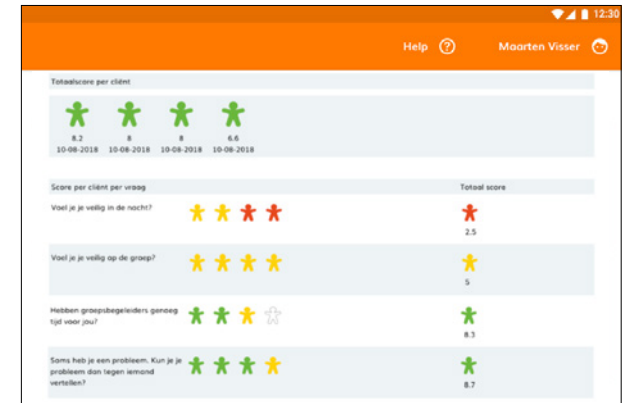 12:30
Help ? Maarten Visser
Totaalscore per cliënt
8.2 8 8 6.6
10-08-2018 10-08-2018 10-08-2018 10-08-2018
Score per cliënt per vraag Totaal score
Voel je je veilig in de nacht?
2.5
Voel je je veilig op de groep?
5
Hebben groepsbegeleiders genoeg
tijd voor jou?
8.3
Soms heb je een probleem. Kun je je
probleem dan tegen iemand
vertellen?
8.7